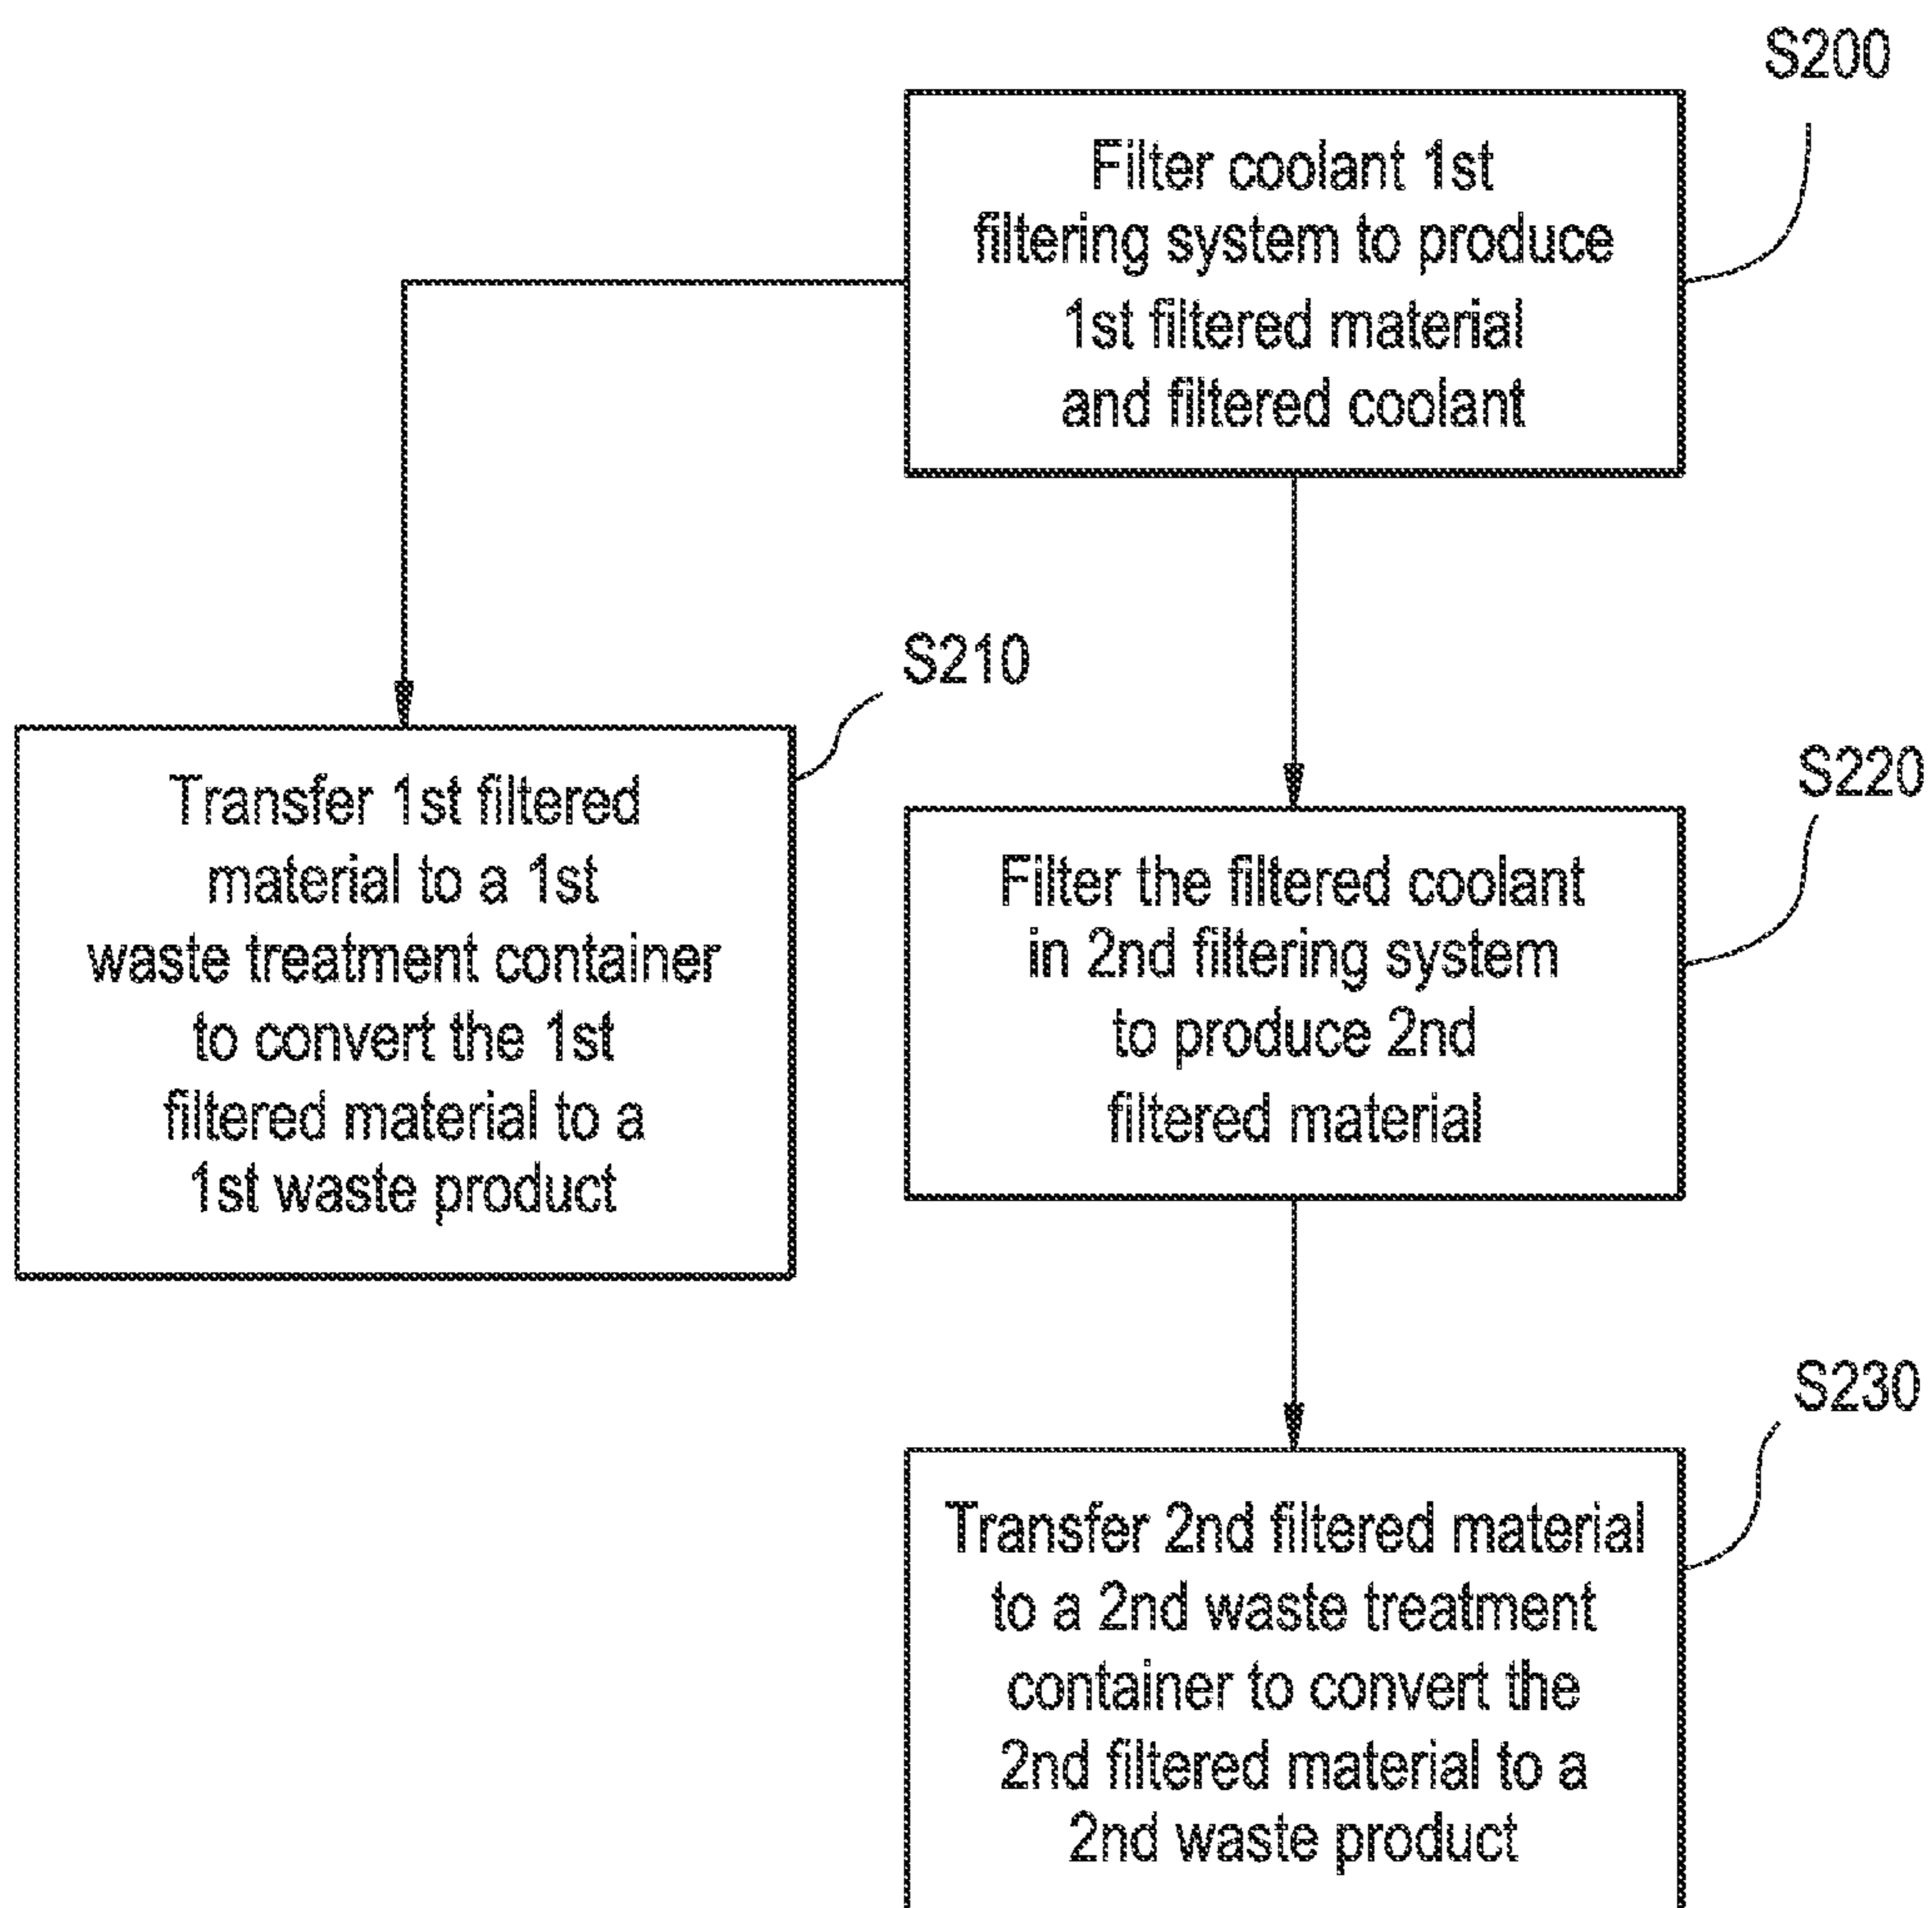 S200
Filter coolant 1st
filtering system to produce
1st filtered material
and filtered coolant
S210
Transfer 1st filtered
material to a 1st
waste treatment container
to convert the 1st
filtered material to a
1st waste product
S220
Filter the filtered coolant
in 2nd filtering system
to produce 2nd
filtered material
S230
Transfer 2nd filtered material
to a 2nd waste treatment
container to convert the
2nd filtered material to a
2nd waste product